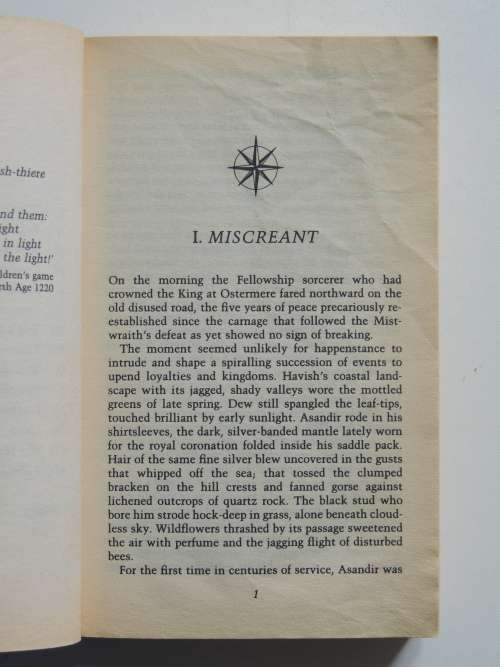 sh-thiere
nd them:
ight
in light
the light!'
ldren's game
rth Age 1220
I. MISCREANT
On the morning the Fellowship sorcerer who had
crowned the King at Ostermere fared northward on the
old disused road, the five years of peace precariously re-
established since the carnage that followed the Mist-
wraith's defeat as yet showed no sign of breaking.
The moment seemed unlikely for happenstance to
intrude and shape a spiralling succession of events to
upend loyalties and kingdoms. Havish's coastal land-
scape with its jagged, shady valleys wore the mottled
greens of late spring. Dew still spangled the leaf-tips,
touched brilliant by early sunlight. Asandir rode in his
shirtsleeves, the dark, silver-banded mantle lately worn
for the royal coronation folded inside his saddle pack.
Hair of the same fine silver blew uncovered in the gusts
that whipped off the sea; that tossed the clumped
bracken on the hill crests and fanned gorse against
lichened outcrops of quartz rock. The black stud who
bore him strode hock-deep in grass, alone beneath cloud-
less sky. Wildflowers thrashed by its passage sweetened
the air with perfume and the jagging flight of disturbed
bees.
For the first time in centuries of service, Asandir was
1